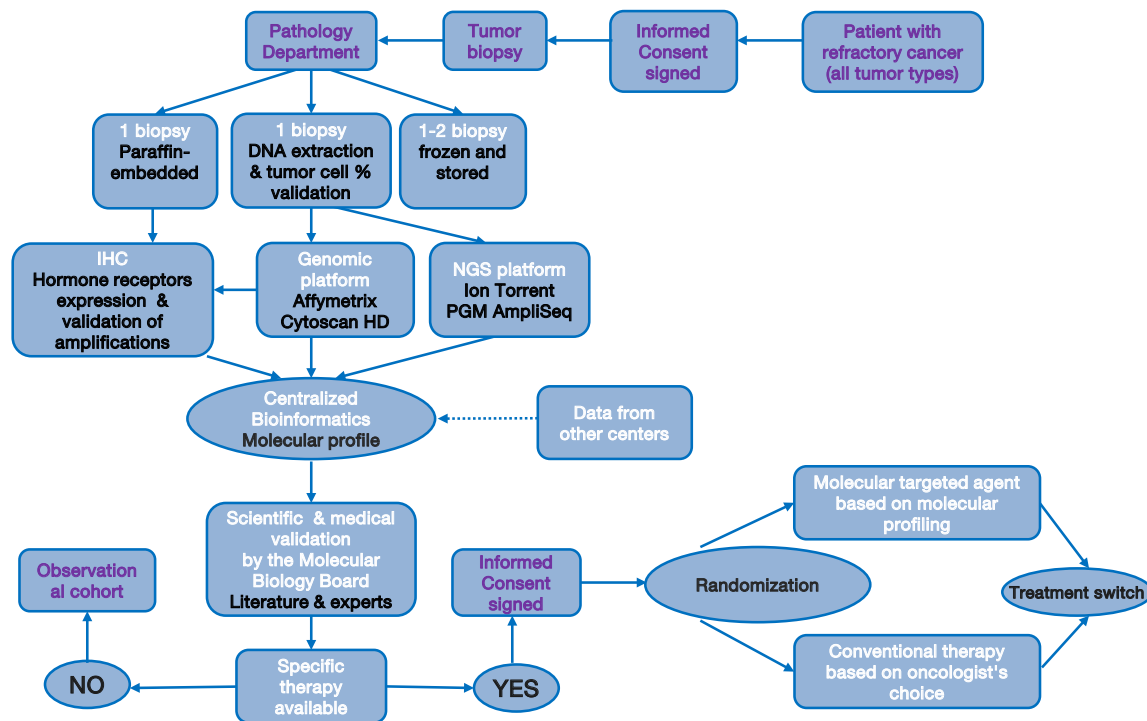 Pathology
Department
Tumor
biopsy
Informed
Consent
signed
Patient with
refractory cancer
(all tumor types)
1 biopsy
Paraffin-
embedded
1 biopsy
DNA extraction
& tumor cell %
validation
1-2 biopsy
frozen and
stored
IHC
Hormone receptors
expression &
validation of
amplifications
Genomic
platform
Affymetrix
Cytoscan HD
NGS platform
Ion Torrent
PGM AmpliSeq
Centralized
Bioinformatics
Molecular profile
Data from
other centers
Scientific & medical
validation
by the Molecular
Biology Board
Literature & experts
Observation
al cohort
Informed
Consent
signed
Randomization
Molecular targeted agent
based on molecular
profiling
Treatment switch
Conventional therapy
based on oncologist's
choice
NO
Specific
therapy
available
YES